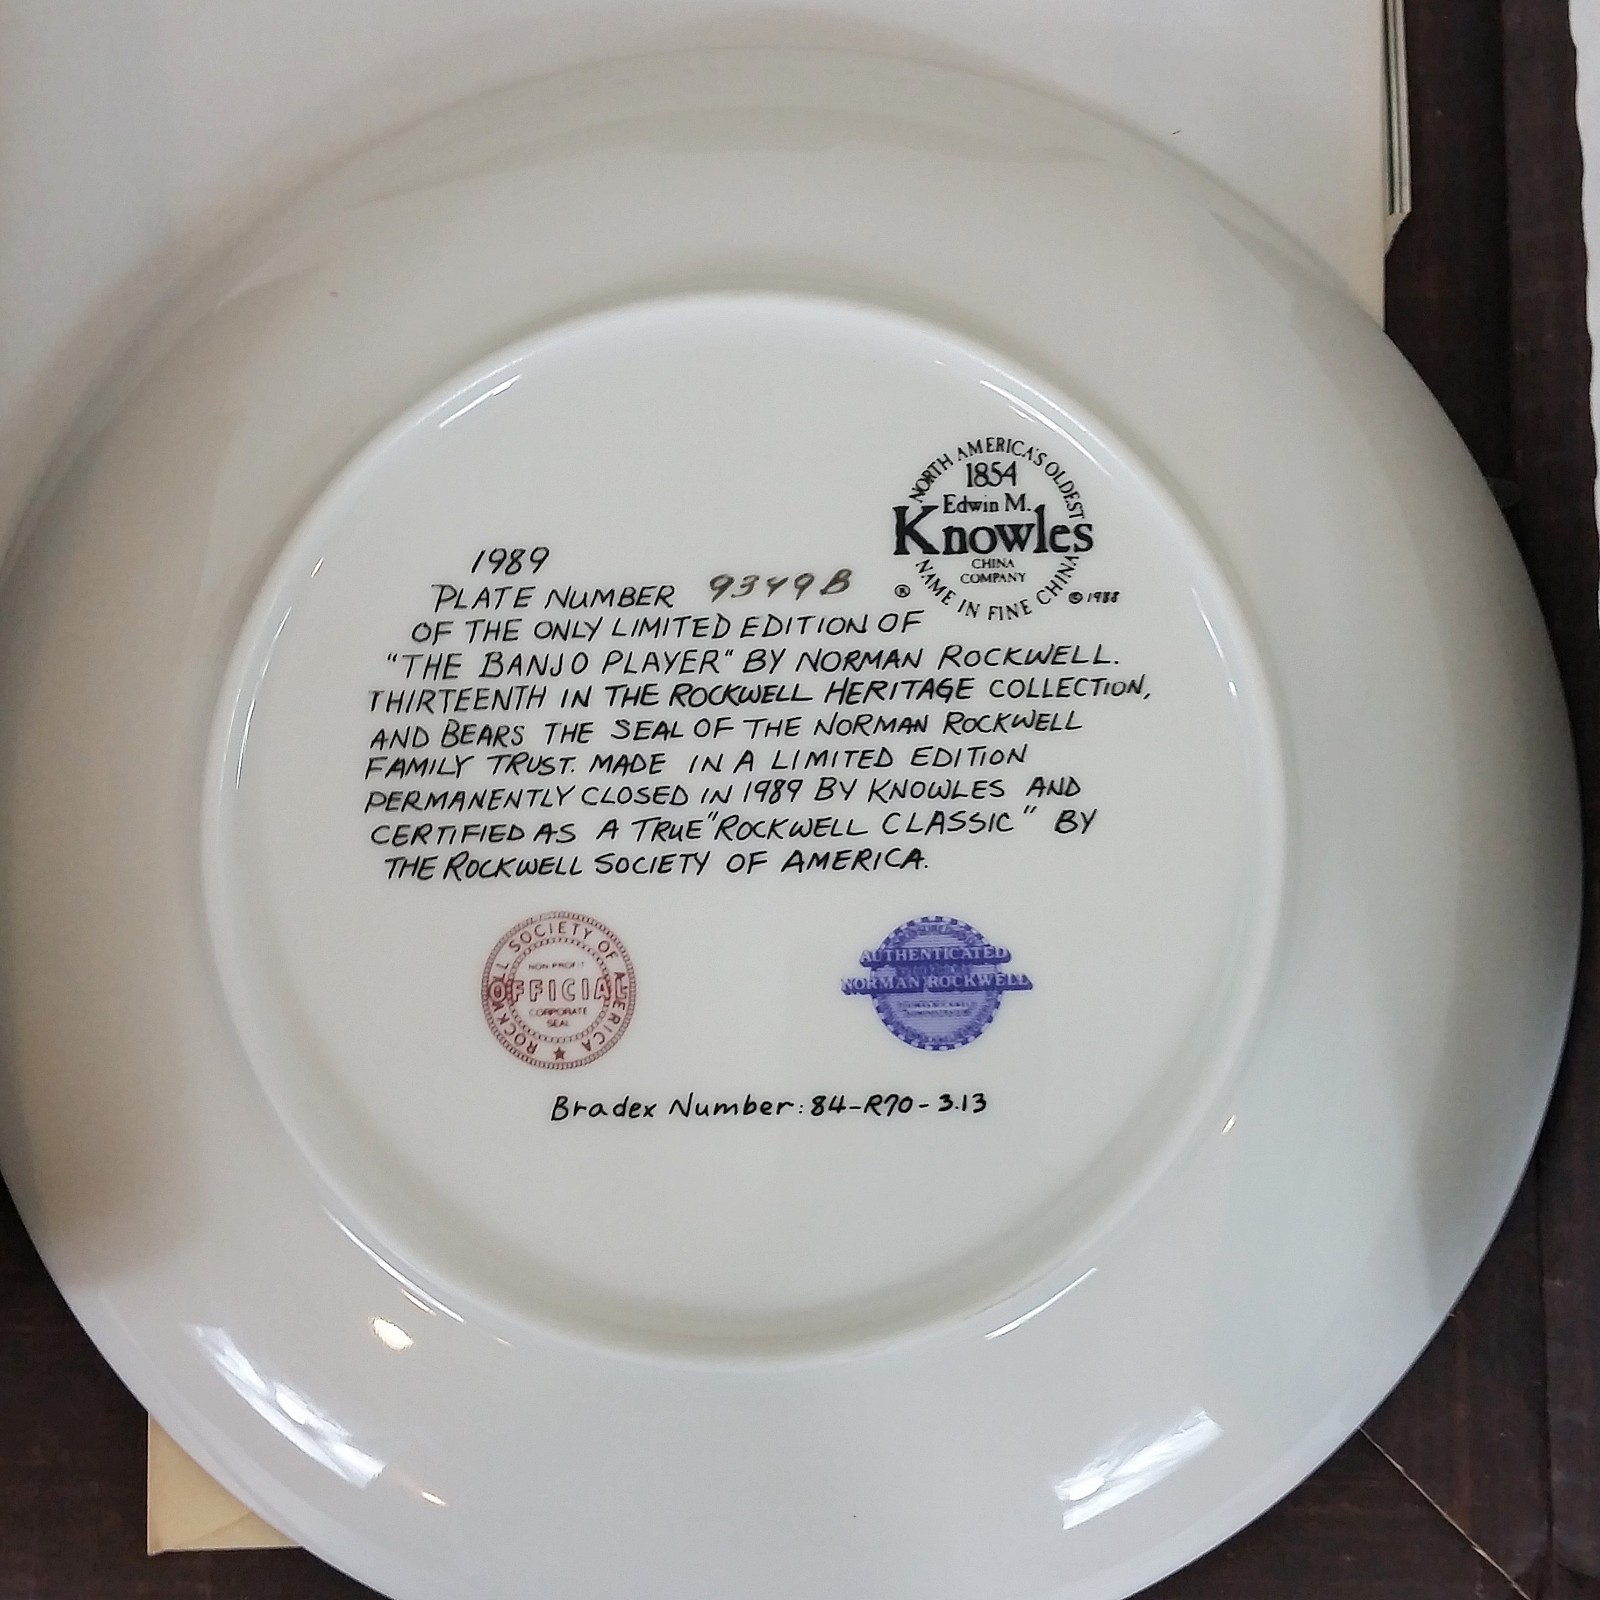 NORTH AMERICA'S OLDEST
1854
Edwin M.
Knowles
CHINA
COMPANY
NAME IN FINE CHINA
® © 1988
1989
PLATE NUMBER 9349B
OF THE ONLY LIMITED EDITION OF
"THE BANJO PLAYER" BY NORMAN ROCKWELL.
THIRTEENTH IN THE ROCKWELL HERITAGE COLLECTION,
AND BEARS THE SEAL OF THE NORMAN ROCKWELL
FAMILY TRUST. MADE IN A LIMITED EDITION
PERMANENTLY CLOSED IN 1989 BY KNOWLES AND
CERTIFIED AS A TRUE "ROCKWELL CLASSIC" BY
THE ROCKWELL SOCIETY OF AMERICA.
ROCKWELL SOCIETY OF AMERICA
NON PROFIT
OFFICIAL
CORPORATE
SEAL
AUTHENTICATED
NORMAN ROCKWELL
Bradex Number: 84-R70-3.13